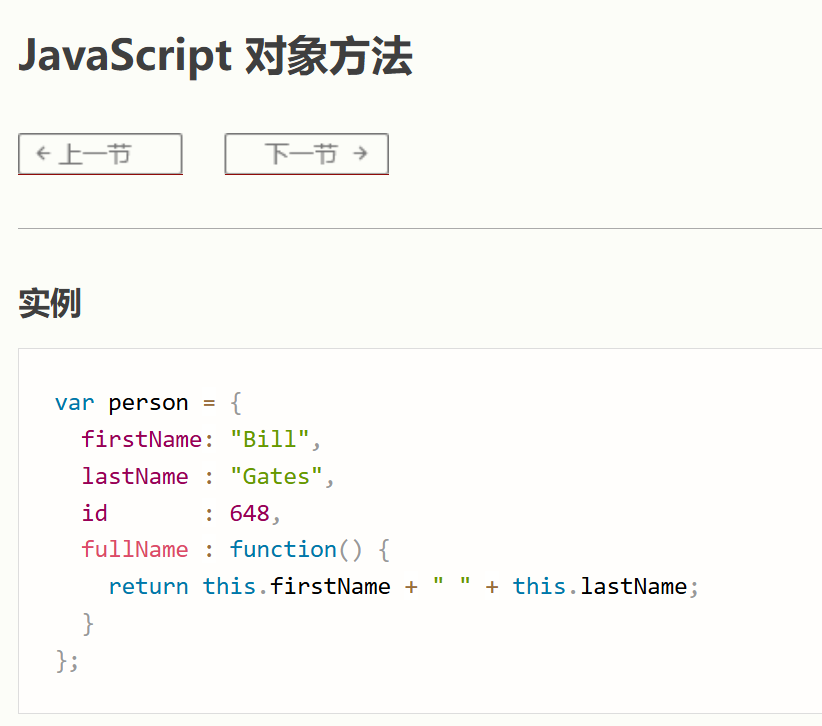 JavaScript 对象方法
← 上一节
下一节 →
实例
var person = {
  firstName: "Bill",
  lastName : "Gates",
  id       : 648,
  fullName : function() {
    return this.firstName + " " + this.lastName;
  }
};